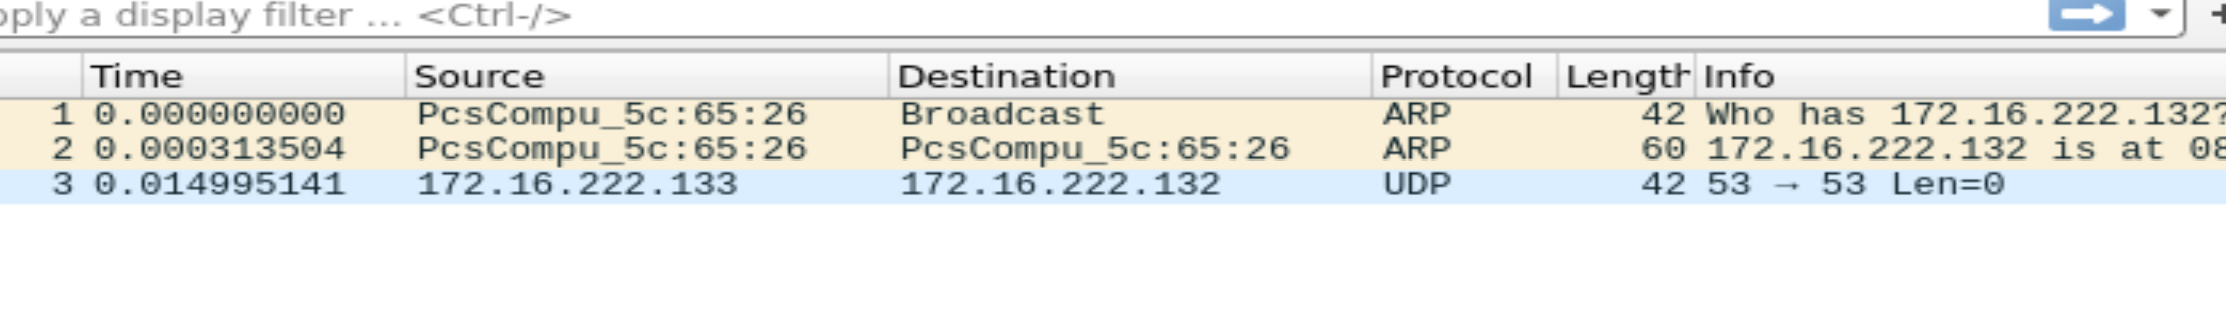 pply a display filter ... <Ctrl-/>
Time Source Destination Protocol Length Info
1 0.000000000 PcsCompu_5c:65:26 Broadcast ARP 42 Who has 172.16.222.132?
2 0.000313504 PcsCompu_5c:65:26 PcsCompu_5c:65:26 ARP 60 172.16.222.132 is at 08
3 0.014995141 172.16.222.133 172.16.222.132 UDP 42 53 → 53 Len=0